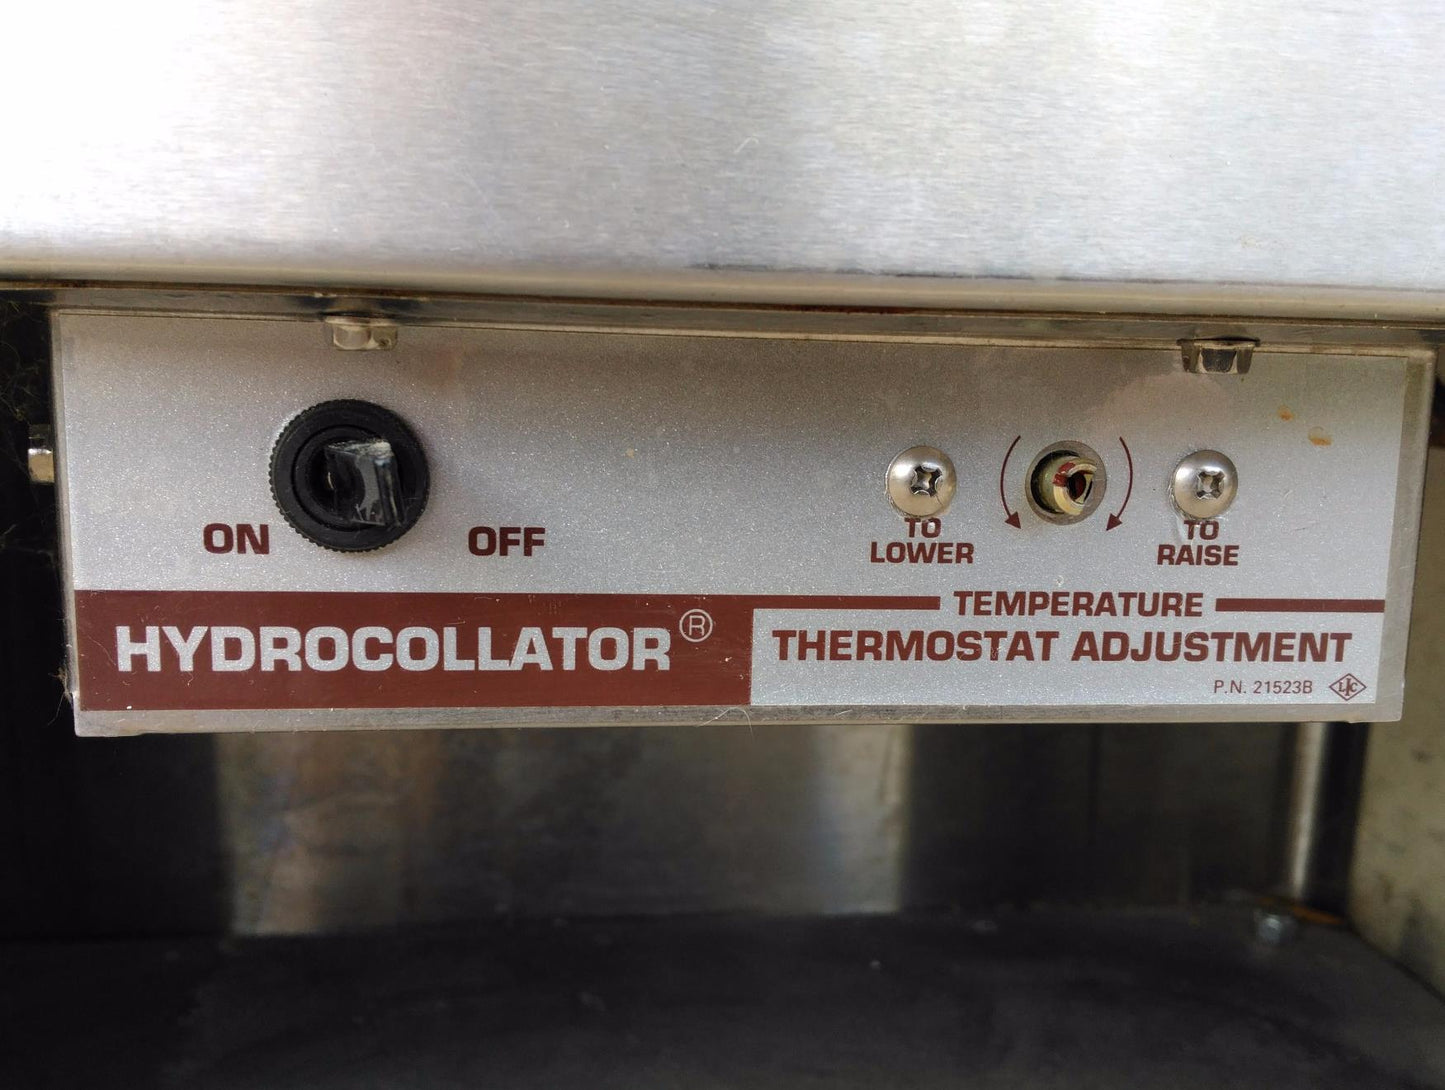 ON OFF
TO LOWER
TO RAISE
TEMPERATURE
HYDROCOLLATOR®
THERMOSTAT ADJUSTMENT
P.N. 21523B